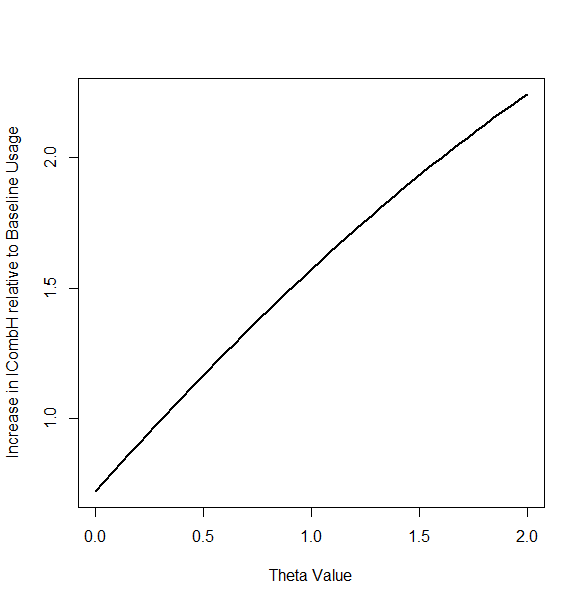 Increase in ICombH relative to Baseline Usage
2.0
1.5
1.0
0.0 0.5 1.0 1.5 2.0
Theta Value